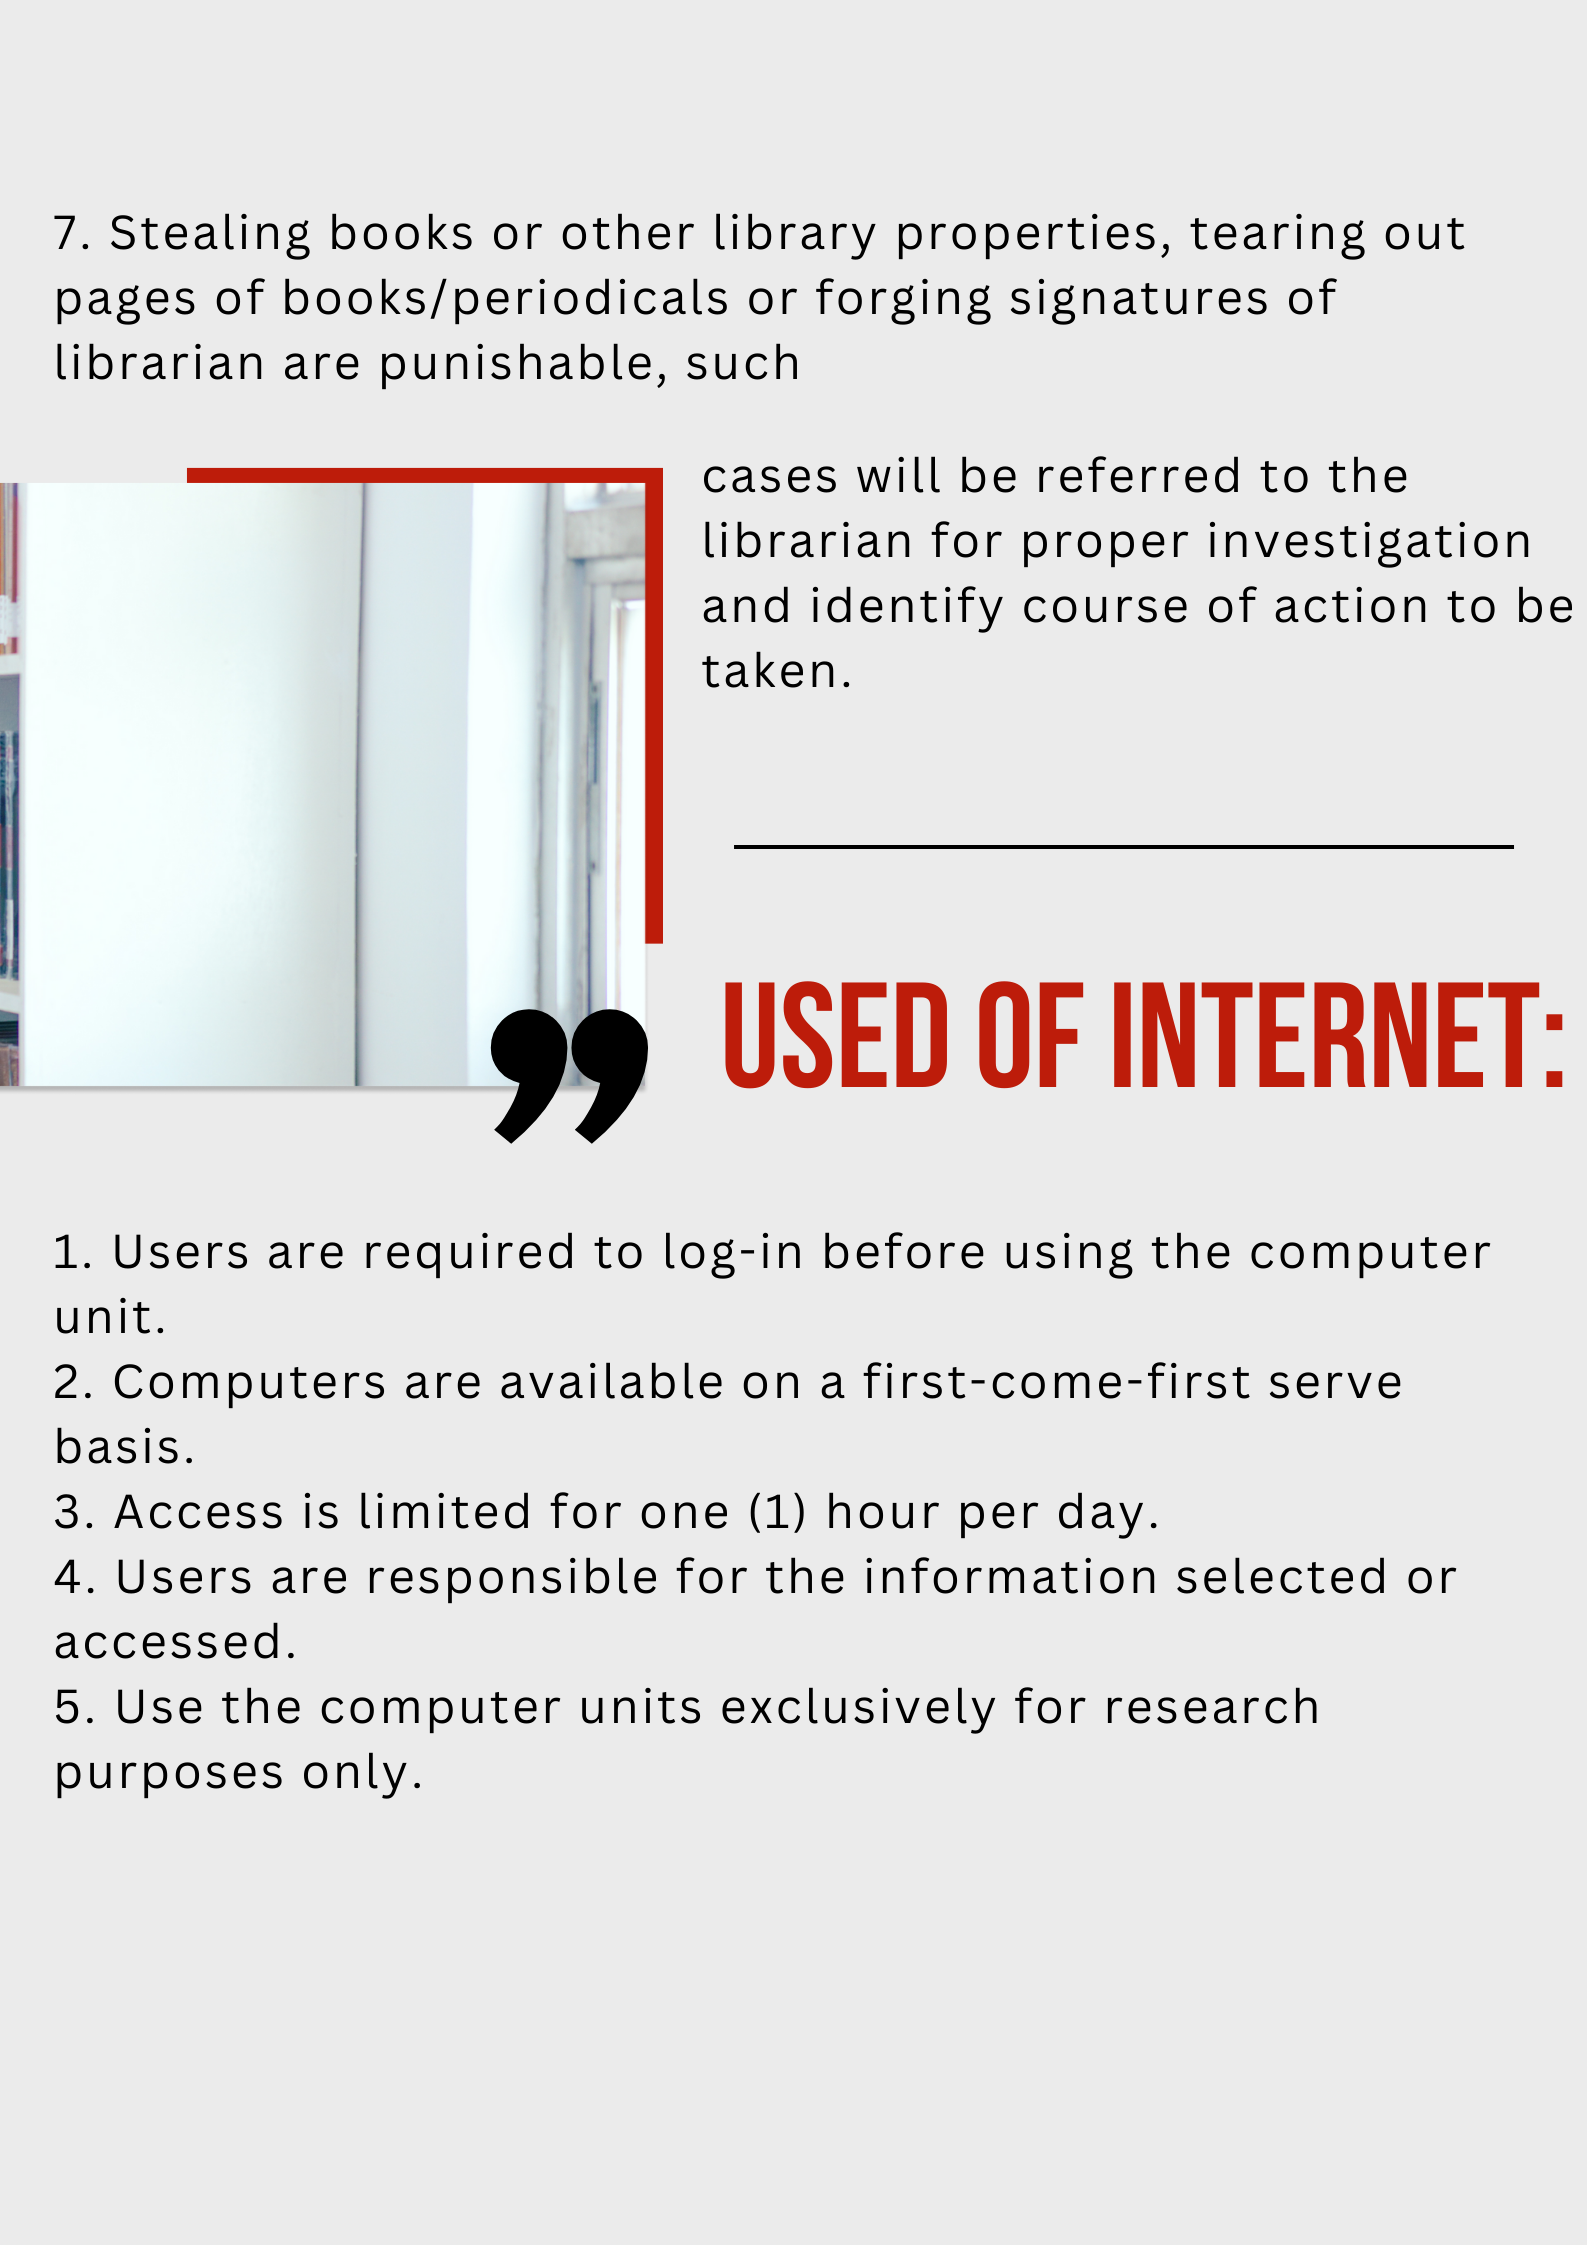 7. Stealing books or other library properties, tearing out
pages of books/periodicals or forging signatures of
librarian are punishable, such
cases will be referred to the
librarian for proper investigation
and identify course of action to be
taken.
USED OF INTERNET:
”
1. Users are required to log-in before using the computer
unit.
2. Computers are available on a first-come-first serve
basis.
3. Access is limited for one (1) hour per day.
4. Users are responsible for the information selected or
accessed.
5. Use the computer units exclusively for research
purposes only.